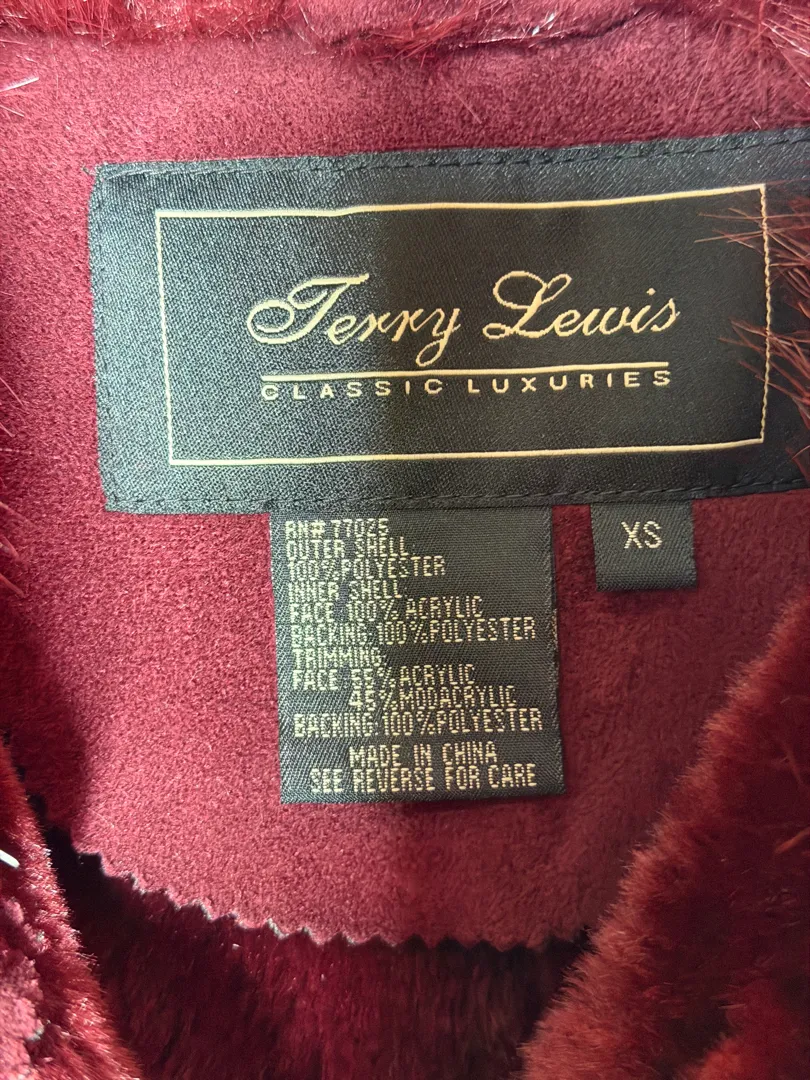 Terry Lewis
CLASSIC LUXURIES
XS
RN# 77025
OUTER SHELL
100% POLYESTER
INNER SHELL
FACE 100% ACRYLIC
BACKING 100% POLYESTER
TRIMMING
FACE 55% ACRYLIC
45% MODACRYLIC
BACKING 100% POLYESTER
MADE IN CHINA
SEE REVERSE FOR CARE